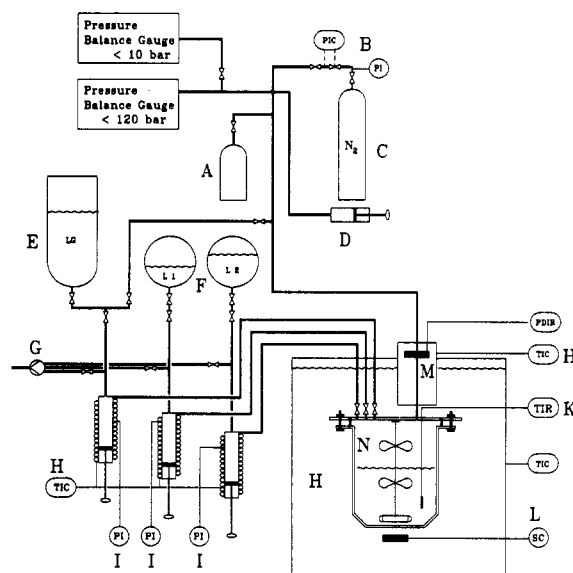 Pressure
Balance Gauge
< 10 bar
Pressure
Balance Gauge
< 120 bar
PIC
B
PI
N2
C
A
D
E
LG
L 1
F
L 2
G
PDIR
TIC
H
M
TIR
K
N
H
TIC
H
TIC
L
SC
PI
PI
PI
I
I
I